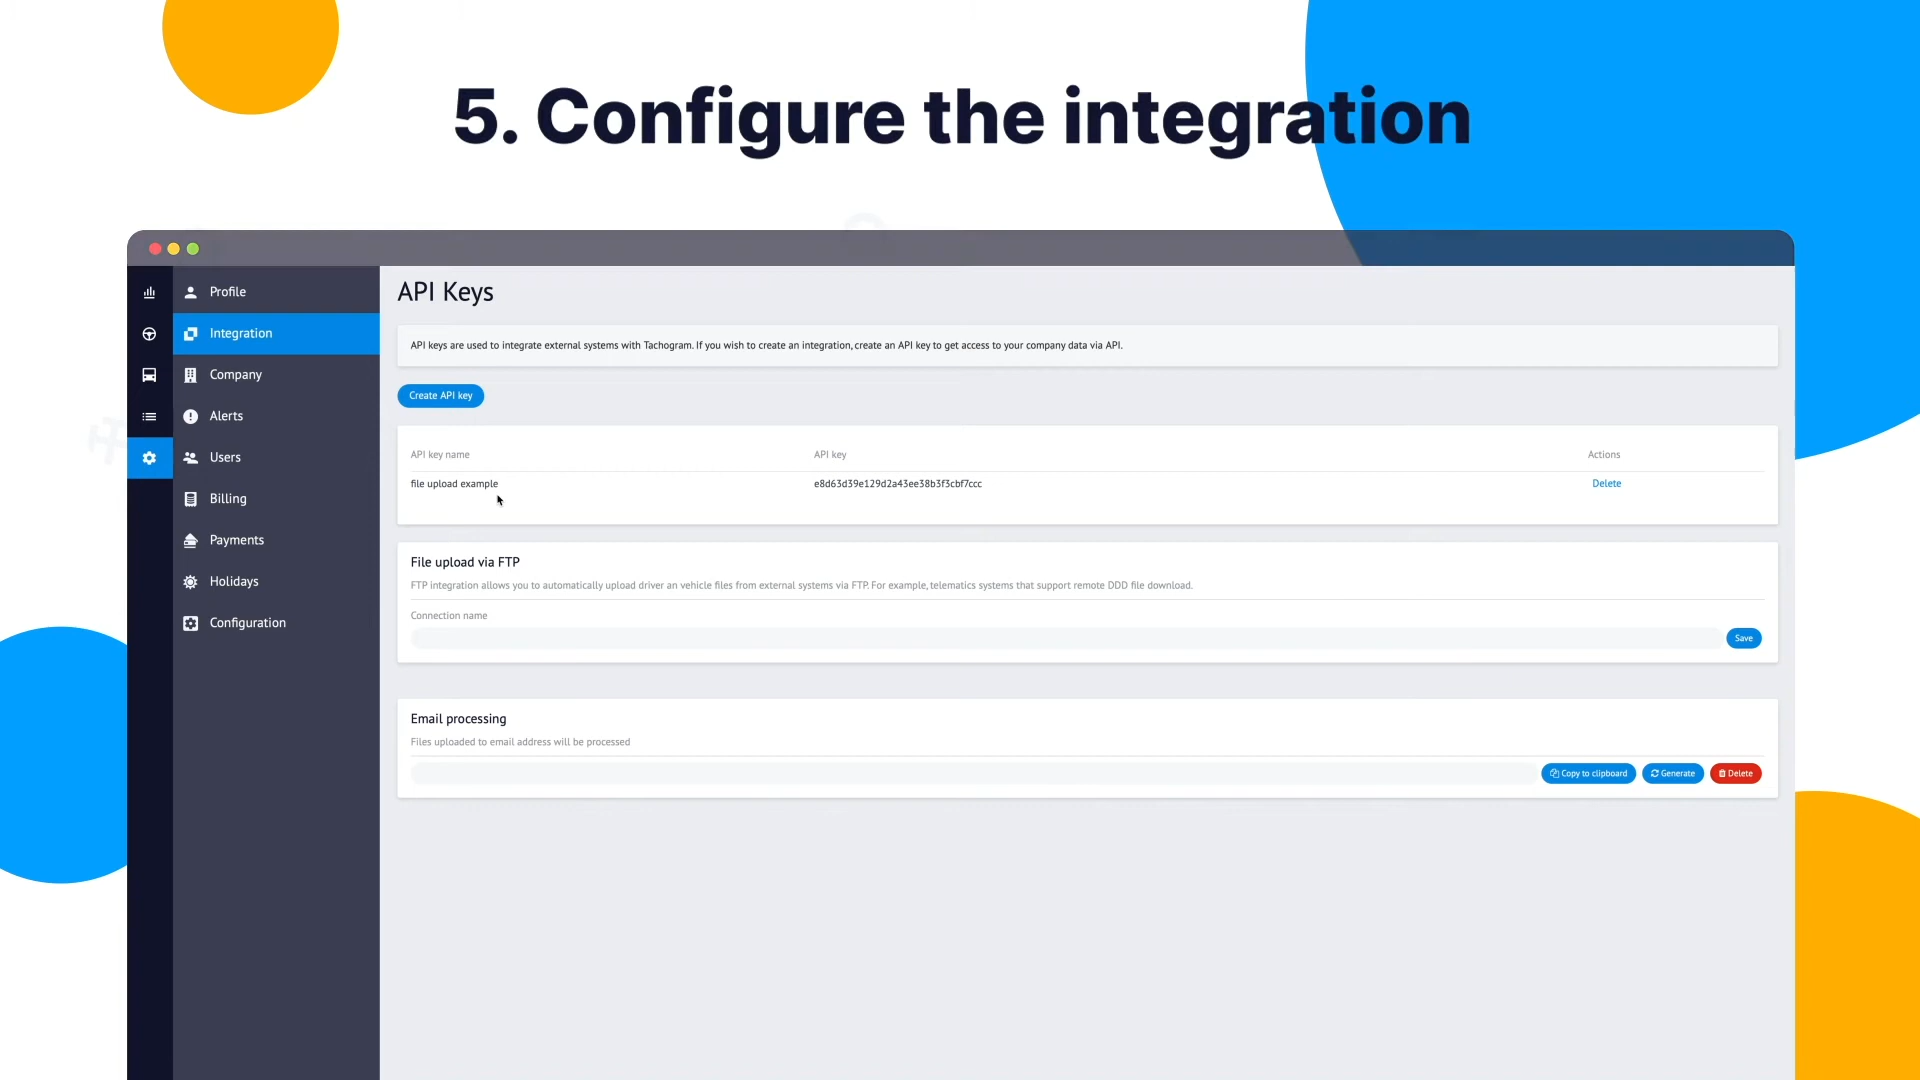 5. Configure the integration
Profile
Integration
Company
Alerts
Users
Billing
Payments
Holidays
Configuration
API Keys
API keys are used to integrate external systems with Tachogram. If you wish to create an integration, create an API key to get access to your company data via API.
Create API key
API key name API key Actions
file upload example e8d63d39e129d2a43ee38b3f3cbf7ccc Delete
File upload via FTP
FTP integration allows you to automatically upload driver an vehicle files from external systems via FTP. For example, telematics systems that support remote DDD file download.
Connection name
Save
Email processing
Files uploaded to email address will be processed
Copy to clipboard Generate Delete